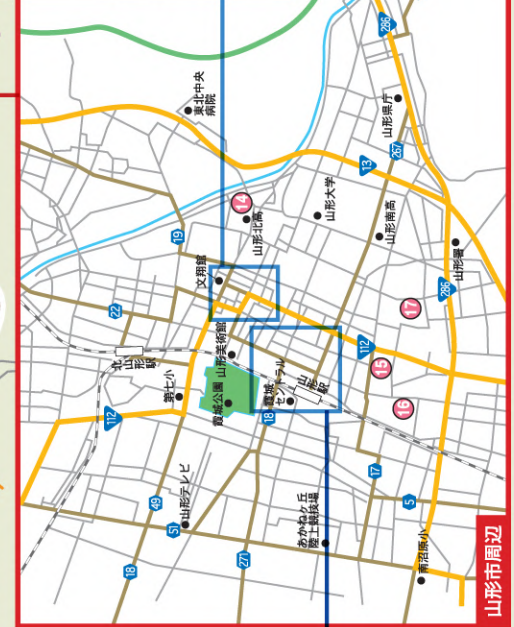 286
東北中央
病院
山形県庁
267
13
14
山形北高
山形大学
19
山形南高
文翔館
山形署
286
22
17
北山形駅
山形美術館
112
15
第七小
霞城公園
霞城
セントラル
山形駅
18
16
112
17
49
山形テレビ
51
5
あかねケ丘
陸上競技場
271
18
南沼原小
山形市周辺